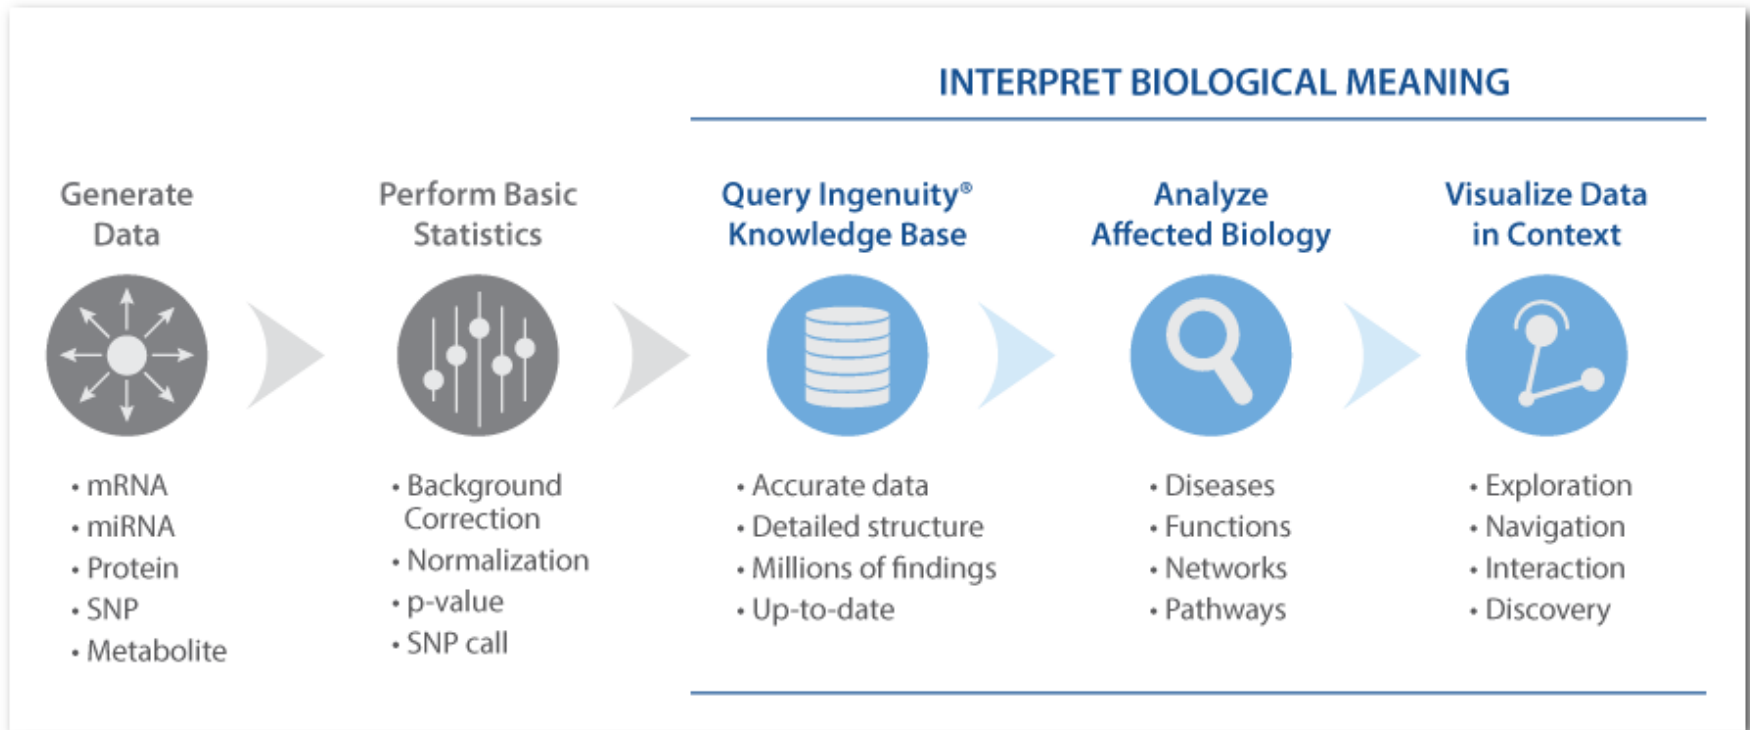 INTERPRET BIOLOGICAL MEANING
Generate
Data
• mRNA
• miRNA
• Protein
• SNP
• Metabolite
Perform Basic
Statistics
• Background
Correction
• Normalization
• p-value
• SNP call
Query Ingenuity®
Knowledge Base
• Accurate data
• Detailed structure
• Millions of findings
• Up-to-date
Analyze
Affected Biology
• Diseases
• Functions
• Networks
• Pathways
Visualize Data
in Context
• Exploration
• Navigation
• Interaction
• Discovery